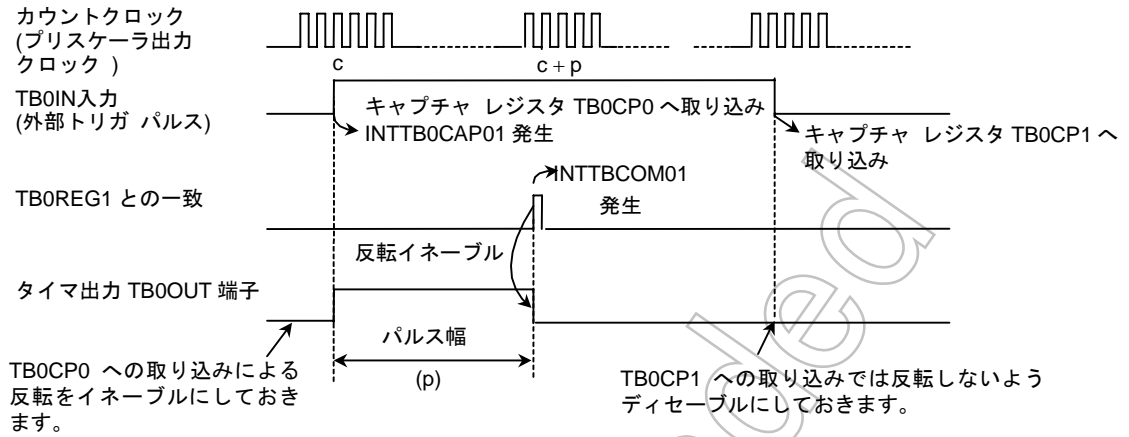 カウントクロック
(プリスケーラ出力
クロック )
c
c + p
TB0IN入力
(外部トリガ パルス)
キャプチャ レジスタ TB0CP0 へ取り込み
INTTB0CAP01 発生
キャプチャ レジスタ TB0CP1 へ
取り込み
INTTBCOM01
発生
TB0REG1 との一致
反転イネーブル
タイマ出力 TB0OUT 端子
パルス幅
(p)
TB0CP0 への取り込みによる
反転をイネーブルにしておき
ます。
TB0CP1 への取り込みでは反転しないよう
ディセーブルにしておきます。
ded